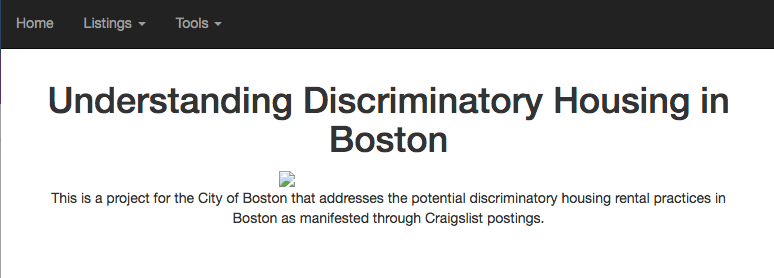 Home Listings Tools
Understanding Discriminatory Housing in
Boston
This is a project for the City of Boston that addresses the potential discriminatory housing rental practices in
Boston as manifested through Craigslist postings.